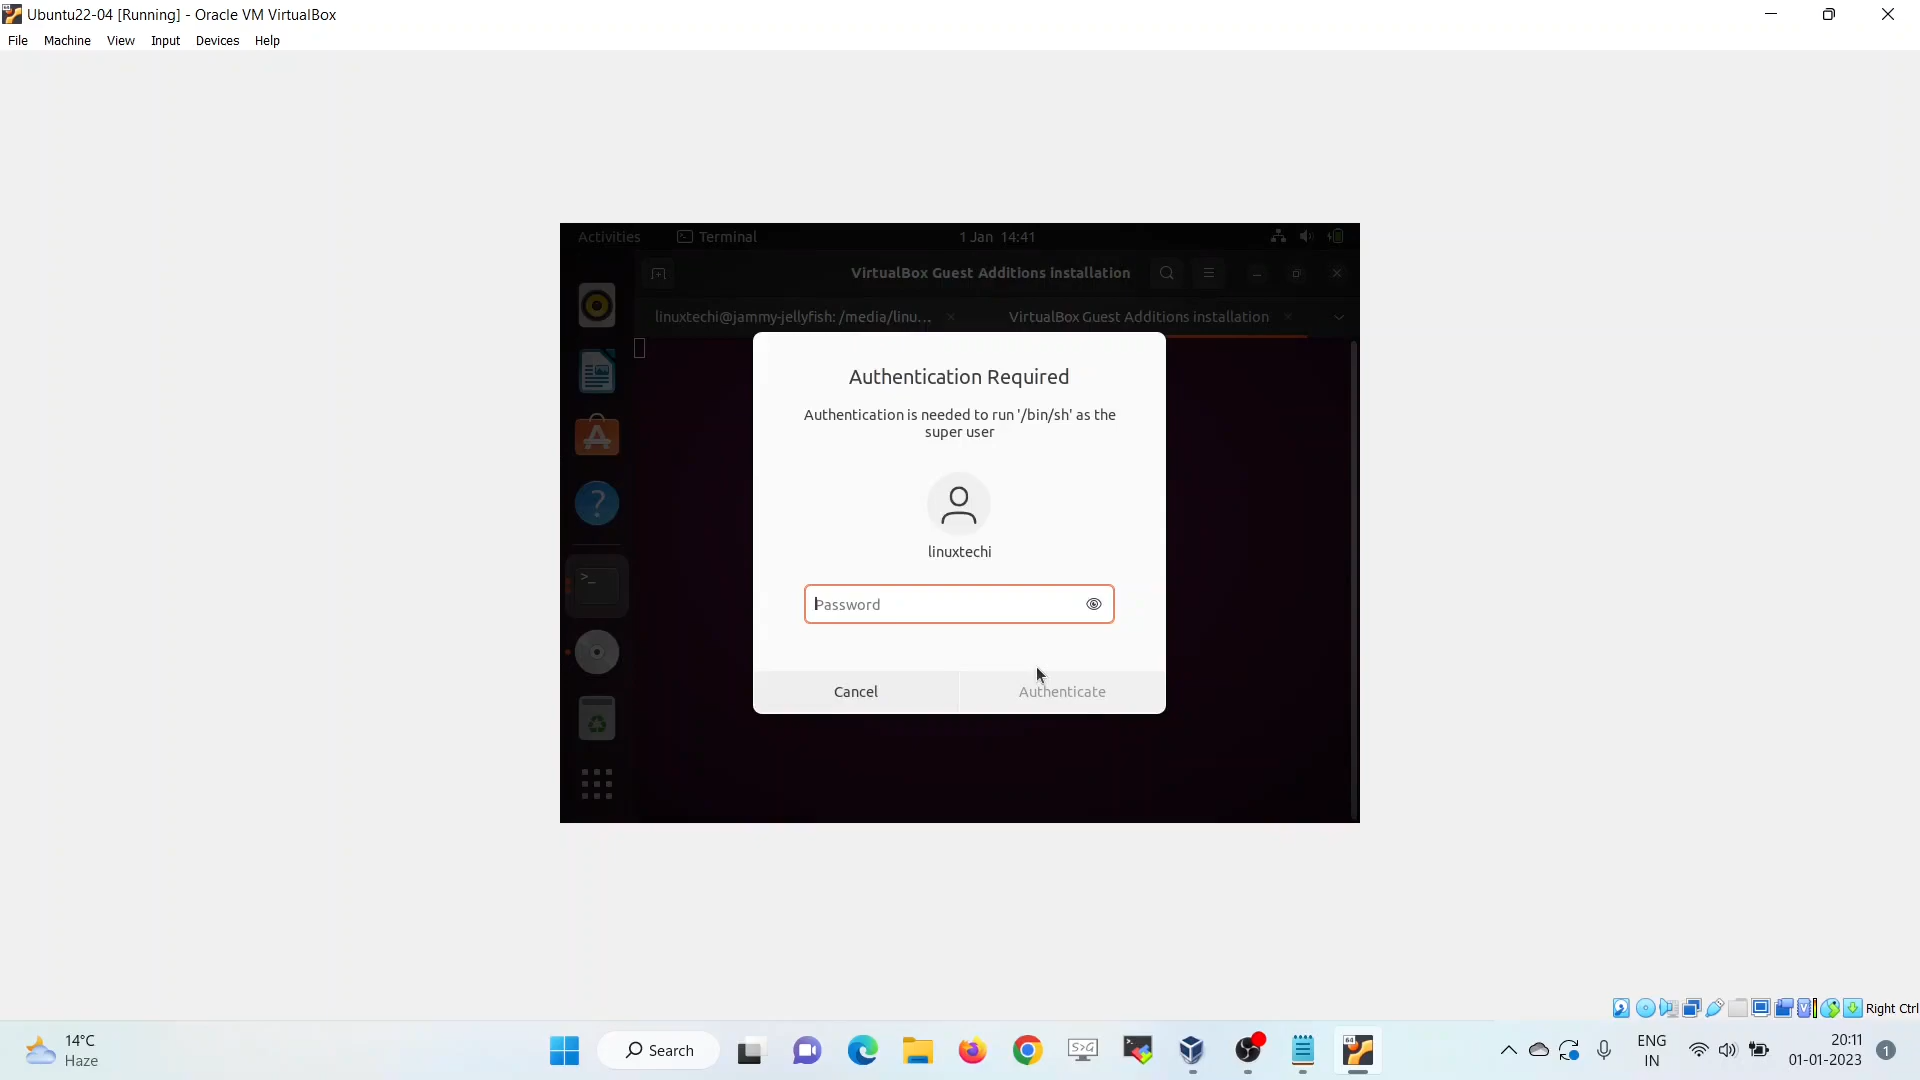 Ubuntu22-04 [Running] - Oracle VM VirtualBox
File Machine View Input Devices Help
Activities Terminal 1 Jan 14:41
VirtualBox Guest Additions installation
linuxtechi@jammy-jellyfish: /media/linu... VirtualBox Guest Additions installation
Authentication Required
Authentication is needed to run '/bin/sh' as the
super user
linuxtechi
Password
Cancel Authenticate
Right Ctrl
14°C
Haze
Search
ENG
IN
20:11
01-01-2023
1